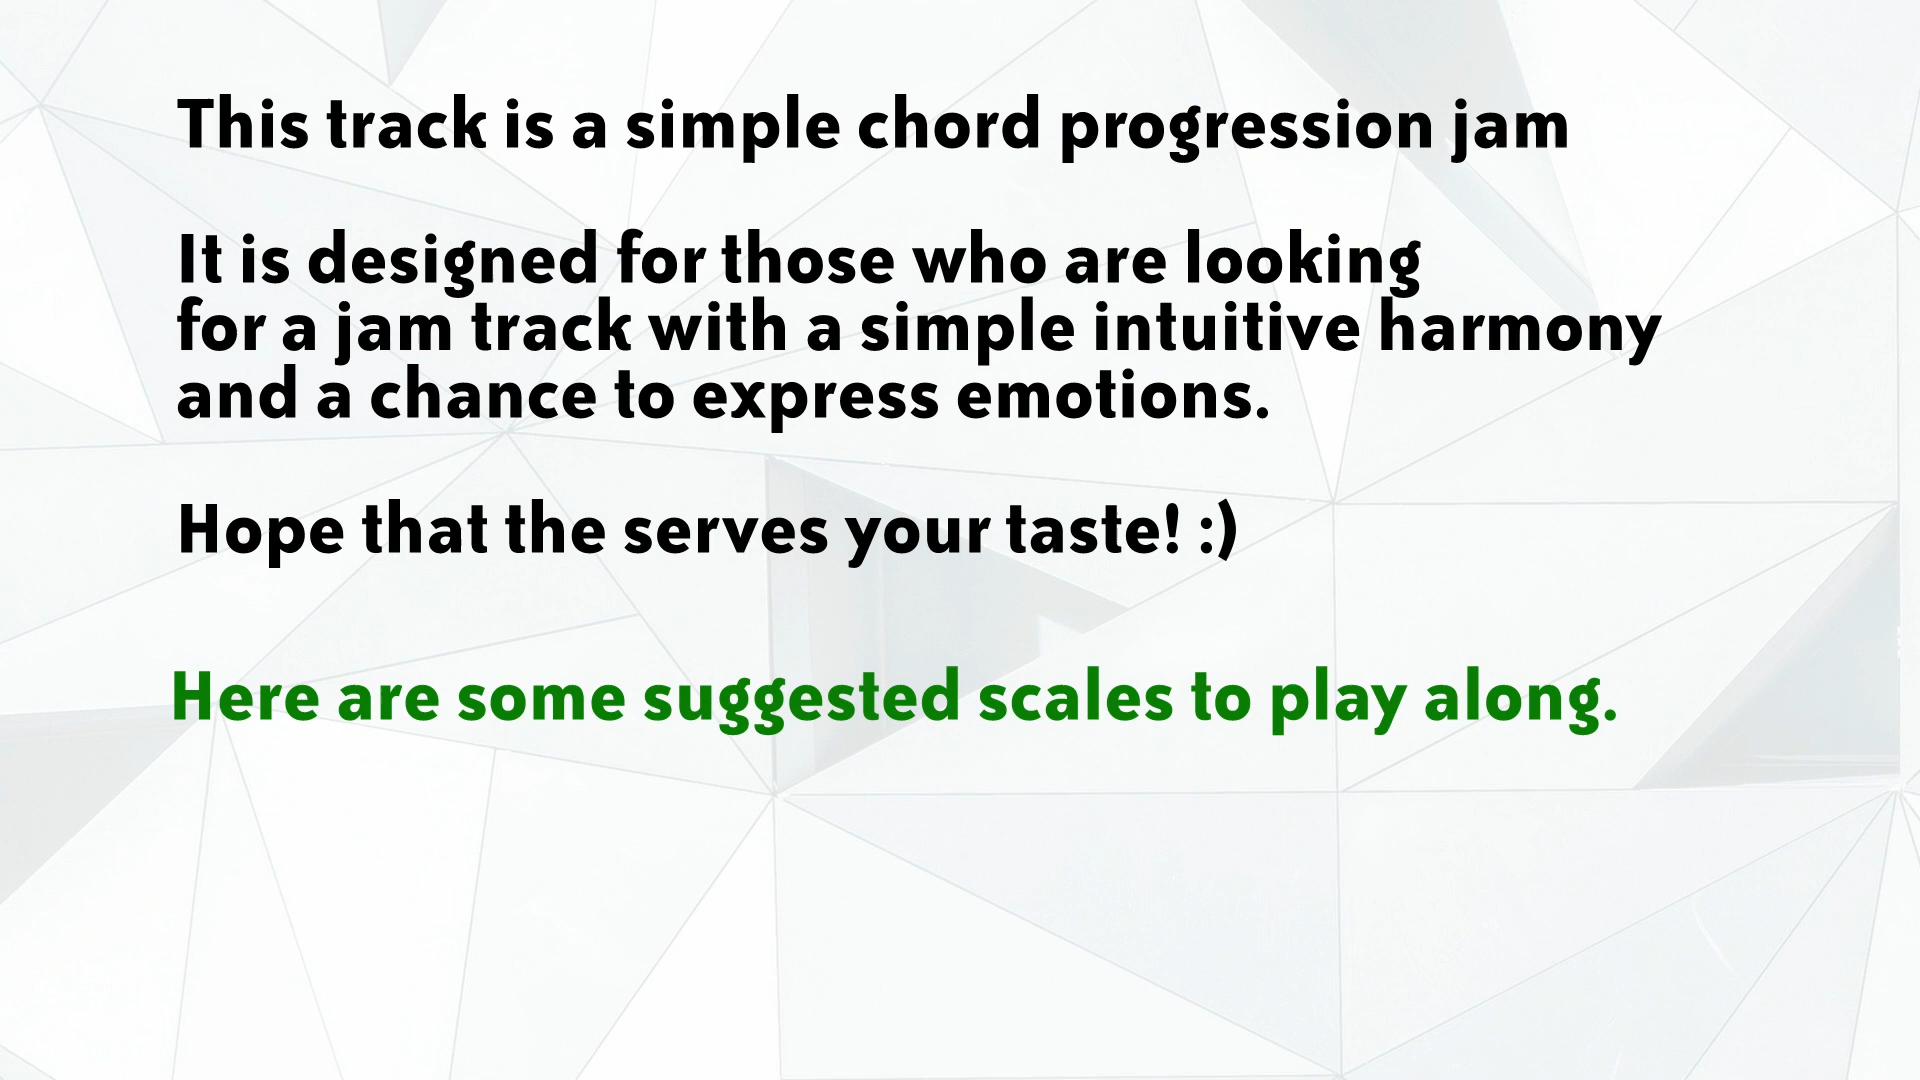 This track is a simple chord progression jam
It is designed for those who are looking
for a jam track with a simple intuitive harmony
and a chance to express emotions.
Hope that the serves your taste! :)
Here are some suggested scales to play along.